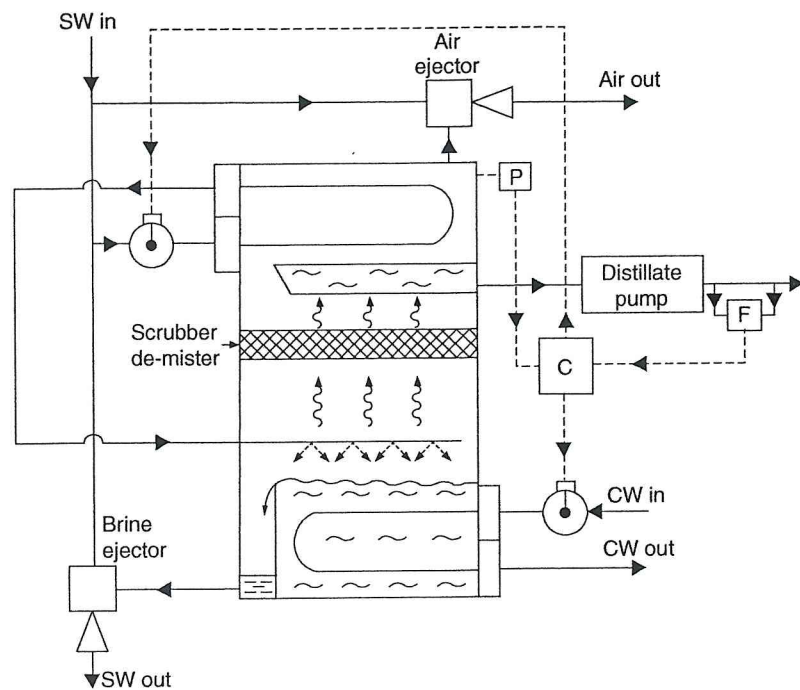 SW in
Air
ejector
Air out
P
Distillate
pump
F
Scrubber
de-mister
C
CW in
CW out
Brine
ejector
SW out